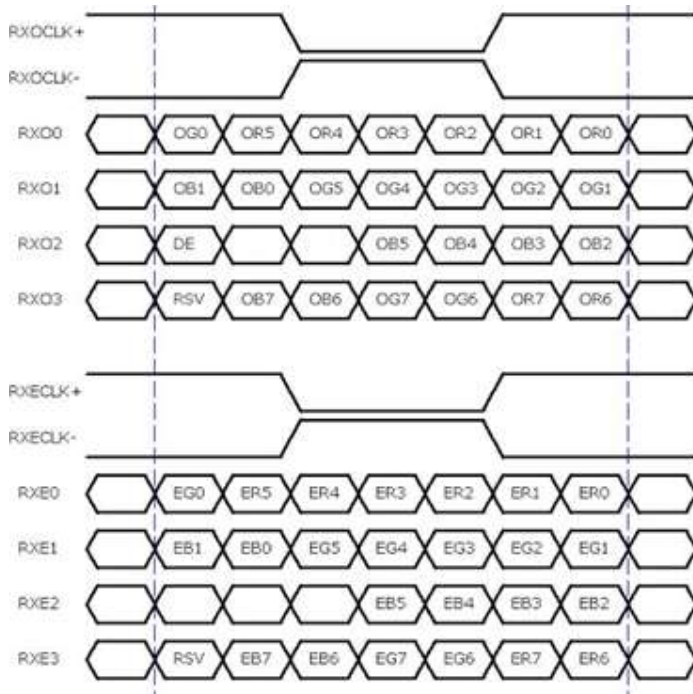 RXOCLK+
RXOCLK-
RXO0 OG0 OR5 OR4 OR3 OR2 OR1 OR0
RXO1 OB1 OB0 OG5 OG4 OG3 OG2 OG1
RXO2 DE OB5 OB4 OB3 OB2
RXO3 RSV OB7 OB6 OG7 OG6 OR7 OR6
RXECLK+
RXECLK-
RXE0 EG0 ER5 ER4 ER3 ER2 ER1 ER0
RXE1 EB1 EB0 EG5 EG4 EG3 EG2 EG1
RXE2 EB5 EB4 EB3 EB2
RXE3 RSV EB7 EB6 EG7 EG6 ER7 ER6